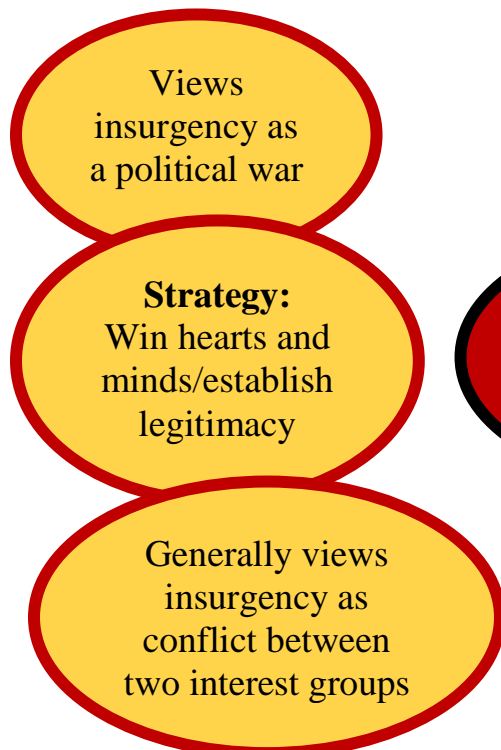 Views
insurgency as
a political war
Strategy:
Win hearts and
minds/establish
legitimacy
Generally views
insurgency as
conflict between
two interest groups